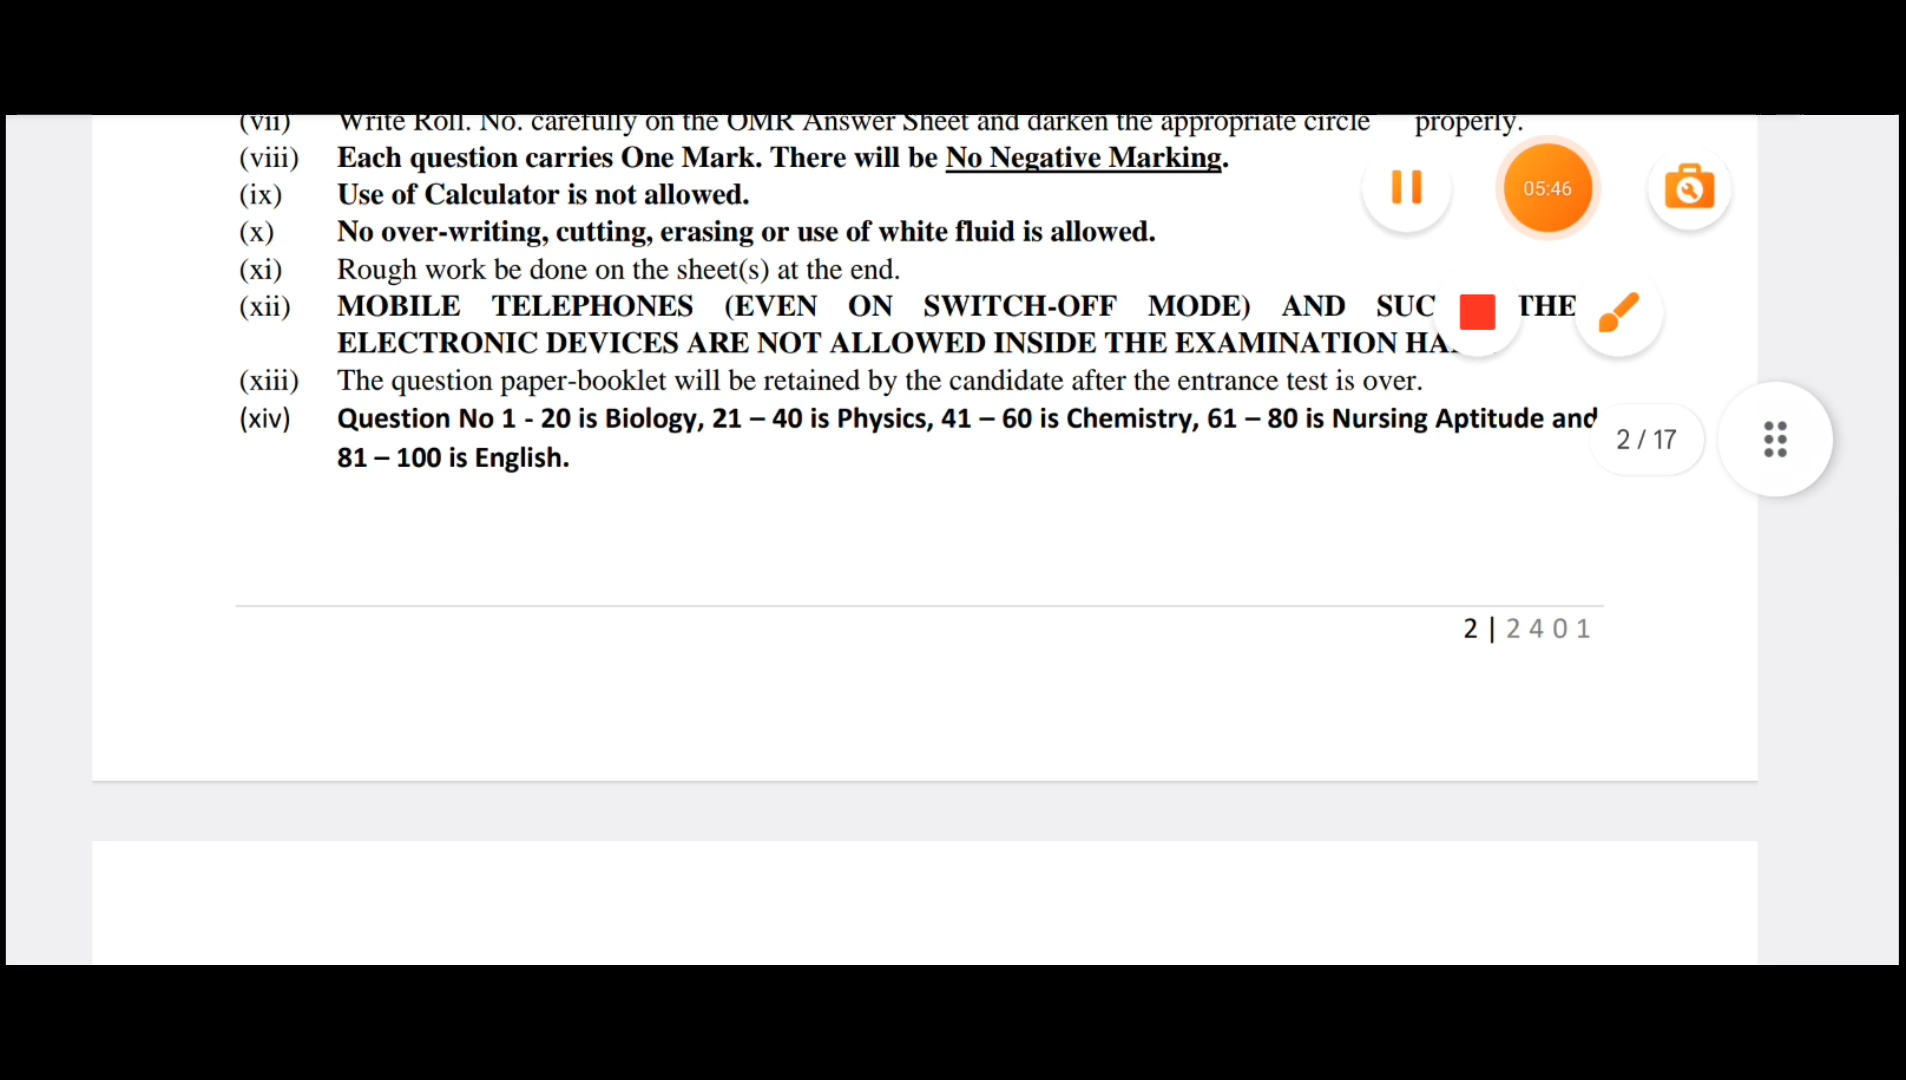 (vii) Write Roll. No. carefully on the OMR Answer Sheet and darken the appropriate circle properly.
(viii) Each question carries One Mark. There will be No Negative Marking.
(ix) Use of Calculator is not allowed.
05:46
(x) No over-writing, cutting, erasing or use of white fluid is allowed.
(xi) Rough work be done on the sheet(s) at the end.
(xii) MOBILE TELEPHONES (EVEN ON SWITCH-OFF MODE) AND
ELECTRONIC DEVICES ARE NOT ALLOWED INSIDE THE EXAMINATION
(xiii) The question paper-booklet will be retained by the candidate after the entrance test is over.
(xiv) Question No 1 - 20 is Biology, 21 – 40 is Physics, 41 – 60 is Chemistry, 61 – 80 is Nursing Aptitude and
81 – 100 is English.
2 / 17
2 | 2 4 0 1